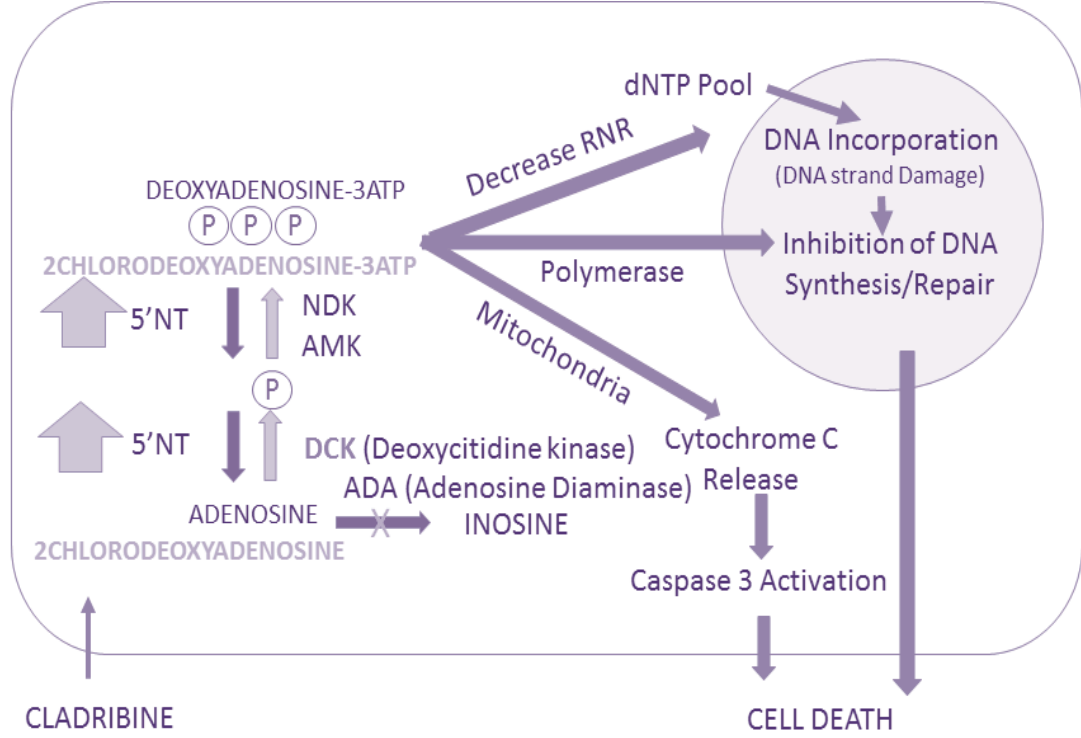 dNTP Pool
Decrease RNR
DNA Incorporation
(DNA strand Damage)
DEOXYADENOSINE-3ATP
P P P
2CHLORODEOXYADENOSINE-3ATP
Inhibition of DNA
Synthesis/Repair
Polymerase
Mitochondria
5'NT
NDK
AMK
P
5'NT
DCK (Deoxycitidine kinase)
ADA (Adenosine Diaminase)
ADENOSINE
X
INOSINE
2CHLORODEOXYADENOSINE
Cytochrome C
Release
Caspase 3 Activation
CLADRIBINE
CELL DEATH